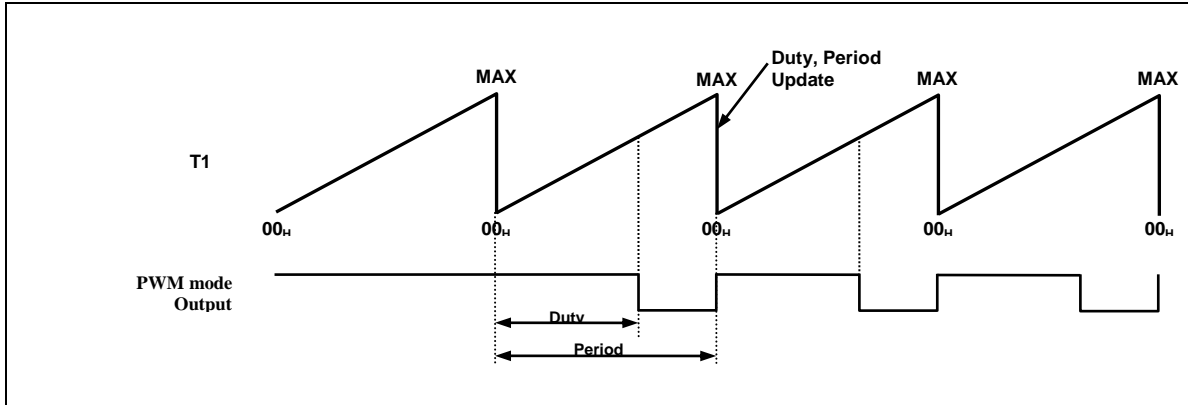 Duty, Period
Update
MAX
MAX
MAX
MAX
T1
00H
00H
00H
00H
00H
PWM mode
Output
Duty
Period